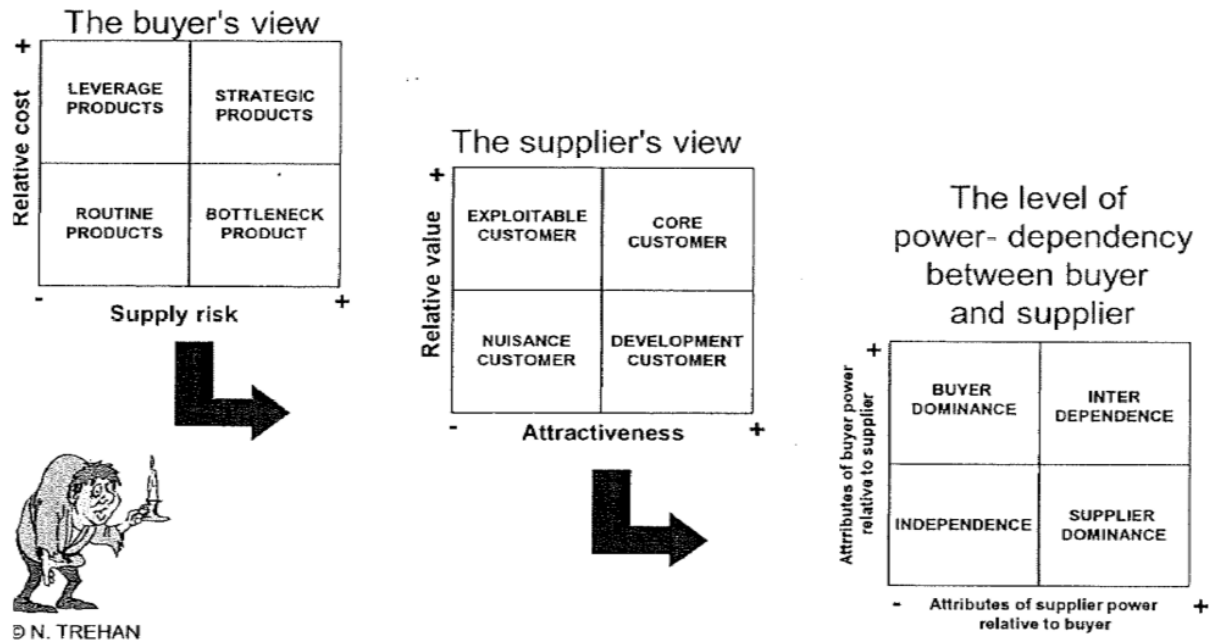 The buyer's view
+
Relative cost
LEVERAGE
PRODUCTS
STRATEGIC
PRODUCTS
ROUTINE
PRODUCTS
BOTTLENECK
PRODUCT
-
+
Supply risk
The supplier's view
+
Relative value
EXPLOITABLE
CUSTOMER
CORE
CUSTOMER
NUISANCE
CUSTOMER
DEVELOPMENT
CUSTOMER
-
+
Attractiveness
The level of
power- dependency
between buyer
and supplier
+
Attrributes of buyer power
relative to supplier
BUYER
DOMINANCE
INTER
DEPENDENCE
INDEPENDENCE
SUPPLIER
DOMINANCE
-
Attributes of supplier power
relative to buyer
+
© N. TREHAN